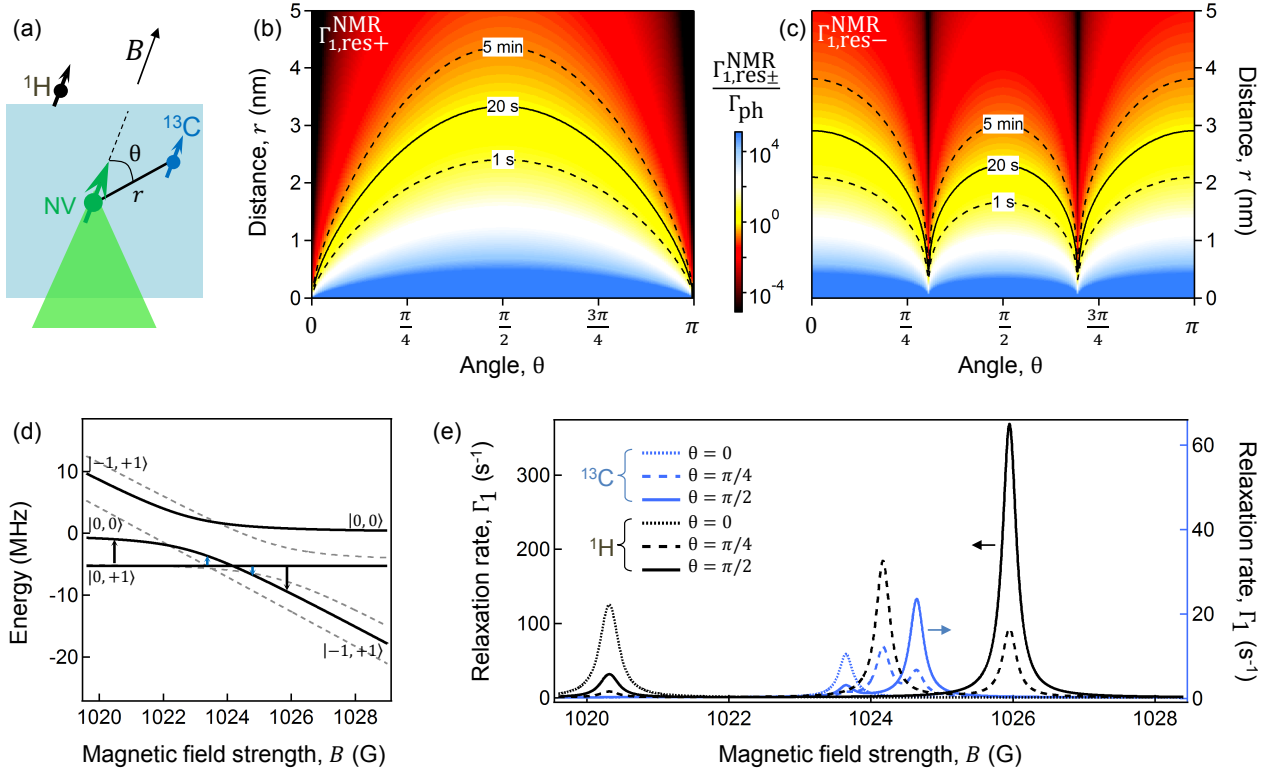 (a)
B
¹H
¹³C
θ
r
NV
(b)
Γ₁,res₊ᴺᴹᴿ
5 min
20 s
1 s
5
4
3
2
1
0
Distance, r (nm)
0
π/4
π/2
3π/4
π
Angle, θ
Γ₁,res±ᴺᴹᴿ
Γph
10⁴
10⁰
10⁻⁴
(c)
Γ₁,res₋ᴺᴹᴿ
5 min
20 s
1 s
5
4
3
2
1
0
Distance, r (nm)
0
π/4
π/2
3π/4
π
Angle, θ
(d)
Energy (MHz)
10
0
-10
-20
|−1,+1⟩
|0,0⟩
|0,0⟩
|0,+1⟩
|−1,+1⟩
1020 1022 1024 1026 1028
Magnetic field strength, B (G)
(e)
Relaxation rate, Γ₁ (s⁻¹)
300
200
100
0
¹³C
θ = 0
θ = π/4
θ = π/2
¹H
θ = 0
θ = π/4
θ = π/2
60
40
20
0
Relaxation rate, Γ₁ (s⁻¹)
1020 1022 1024 1026 1028
Magnetic field strength, B (G)